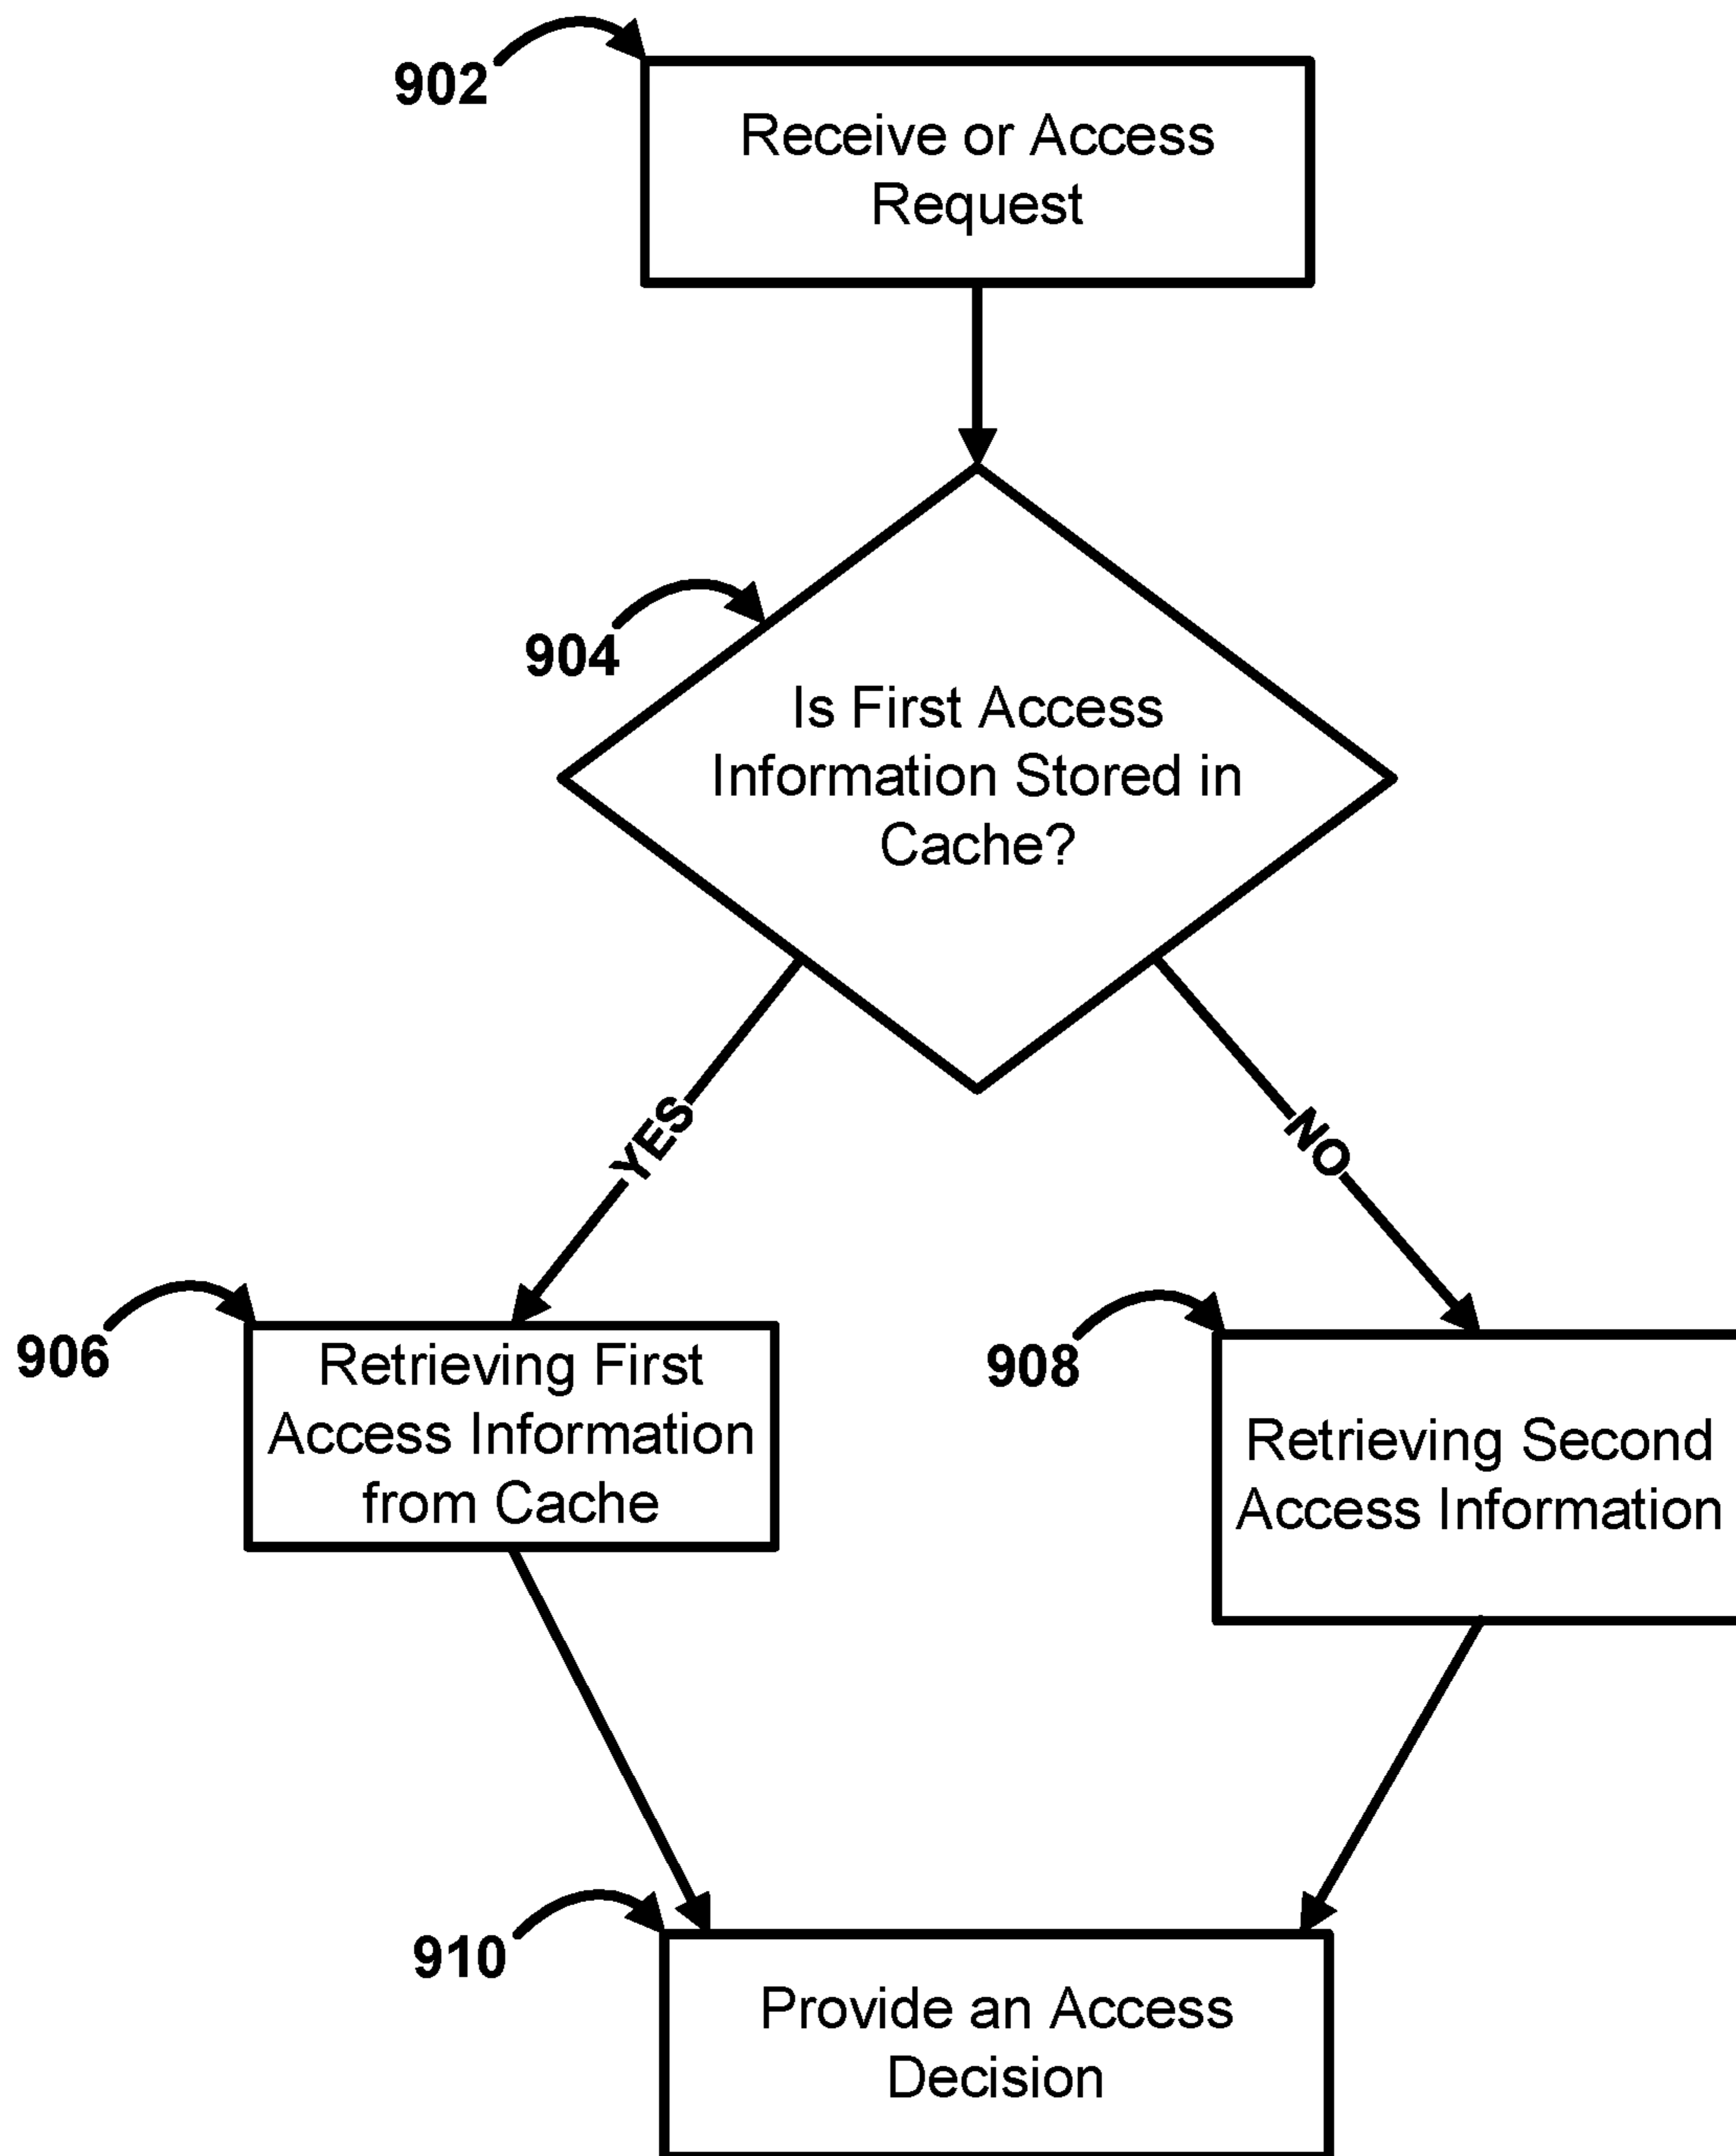 902
Receive or Access
Request
904
Is First Access
Information Stored in
Cache?
YES
NO
906
Retrieving First
Access Information
from Cache
908
Retrieving Second
Access Information
910
Provide an Access
Decision